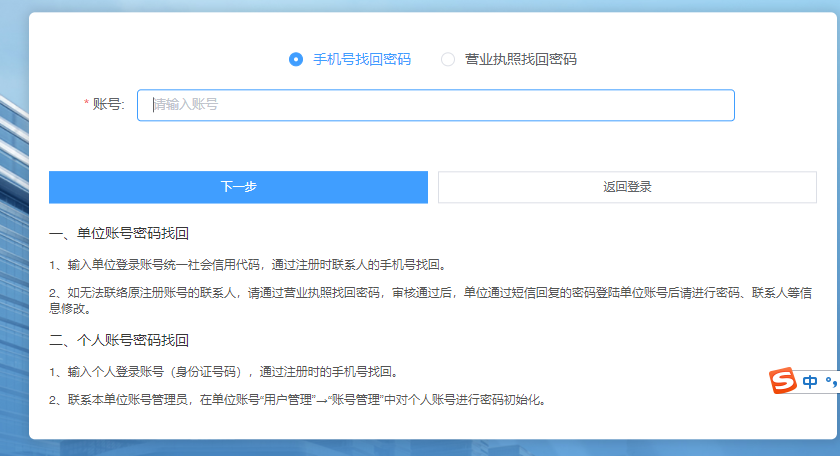 手机号找回密码 营业执照找回密码
* 账号: 请输入账号
下一步 返回登录
一、单位账号密码找回
1、输入单位登录账号统一社会信用代码，通过注册时联系人的手机号找回。
2、如无法联络原注册账号的联系人，请通过营业执照找回密码，审核通过后，单位通过短信回复的密码登陆单位账号后请进行密码、联系人等信
息修改。
二、个人账号密码找回
1、输入个人登录账号（身份证号码），通过注册时的手机号找回。
2、联系本单位账号管理员，在单位账号“用户管理”→“账号管理”中对个人账号进行密码初始化。
S 中 °,